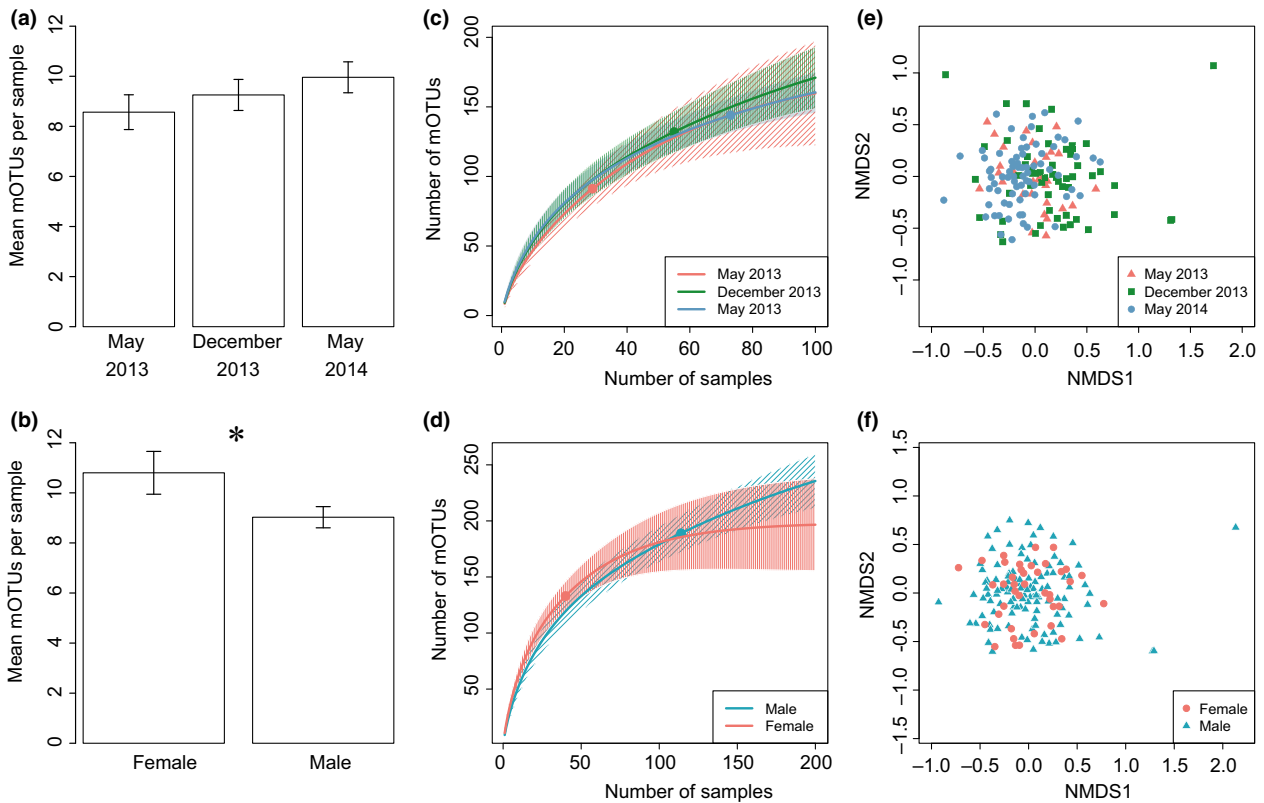 (a)
Mean mOTUs per sample
0 2 4 6 8 10 12
May
2013
December
2013
May
2014
(b)
*
Mean mOTUs per sample
0 2 4 6 8 10 12
Female Male
(c)
Number of mOTUs
0 50 100 150 200
May 2013
December 2013
May 2013
0 20 40 60 80 100
Number of samples
(d)
Number of mOTUs
50 100 150 200 250
Male
Female
0 50 100 150 200
Number of samples
(e)
NMDS2
−1.0 −0.5 0.0 0.5 1.0
May 2013
December 2013
May 2014
−1.0 −0.5 0.0 0.5 1.0 1.5 2.0
NMDS1
(f)
NMDS2
−1.5 −1.0 −0.5 0.0 0.5 1.0 1.5
Female
Male
−1.0 −0.5 0.0 0.5 1.0 1.5 2.0
NMDS1